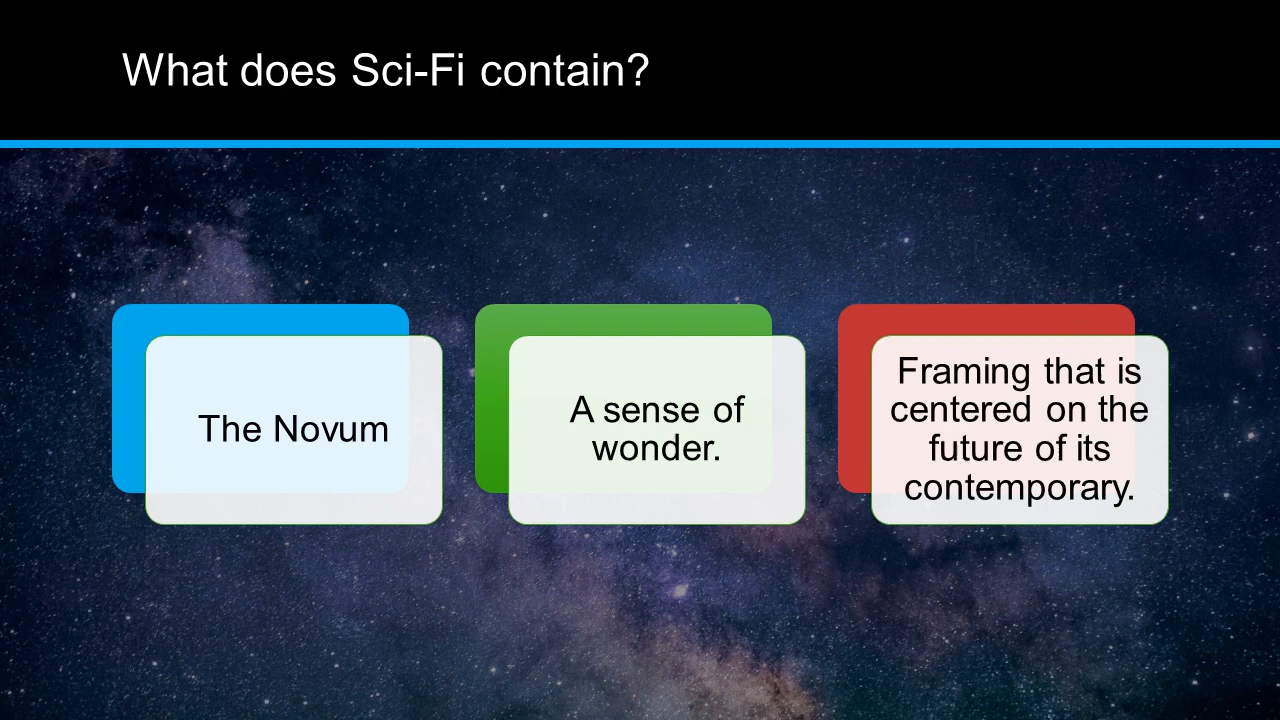 What does Sci-Fi contain?
The Novum
A sense of
wonder.
Framing that is
centered on the
future of its
contemporary.